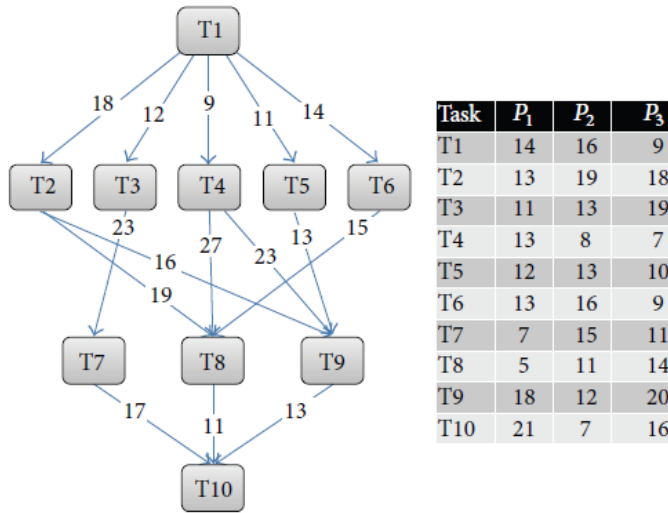 T1
18 12 9 11 14
T2 T3 T4 T5 T6
23 27 13 15
16 23
19
T7 T8 T9
17 11 13
T10
Task P1 P2 P3
T1 14 16 9
T2 13 19 18
T3 11 13 19
T4 13 8 7
T5 12 13 10
T6 13 16 9
T7 7 15 11
T8 5 11 14
T9 18 12 20
T10 21 7 16